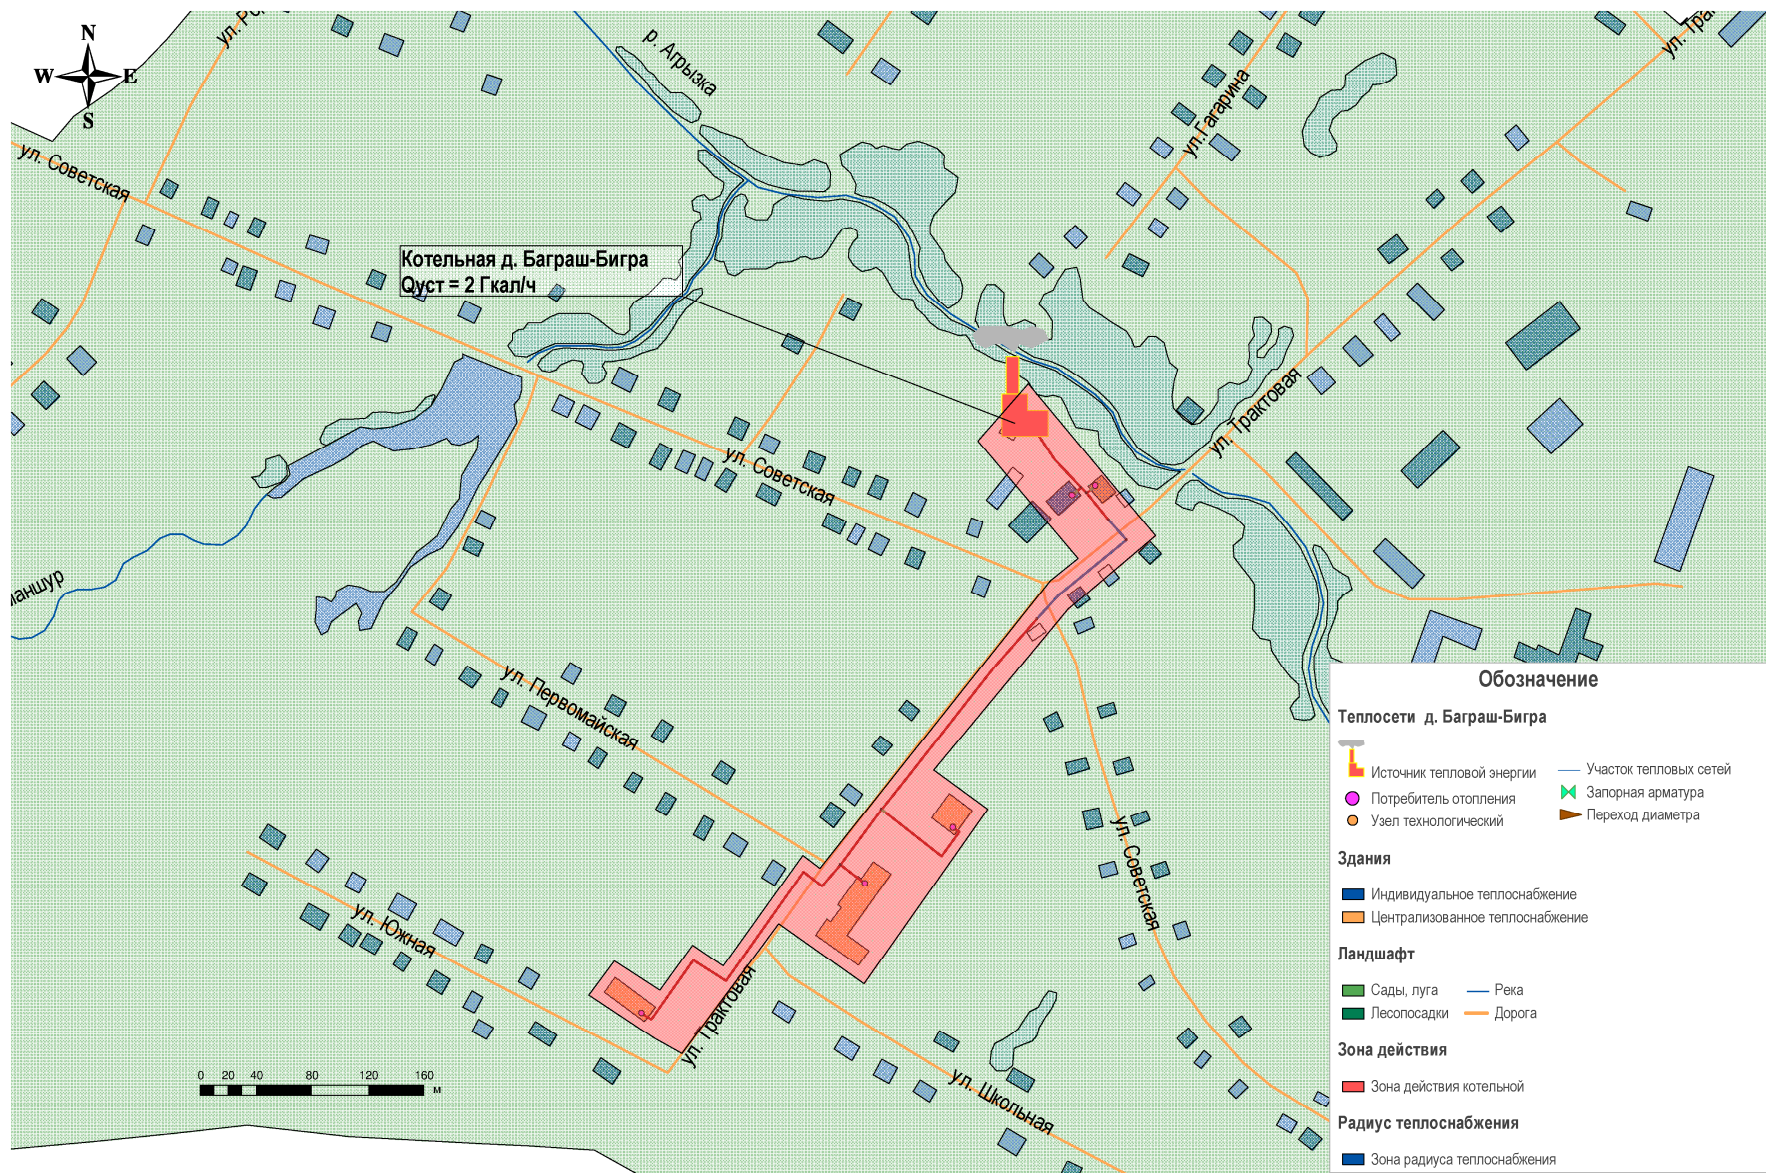 N
W E
S
р. Агрызка
ул.Гагарина
ул. Советская
Котельная д. Баграш-Бигра
Qуст = 2 Гкал/ч
ул. Трактовая
ул. Советская
ул. Первомайская
ул. Советская
ул. Южная
ул. Трактовая
ул. Школьная
0 20 40 80 120 160
м
Обозначение
Теплосети д. Баграш-Бигра
Источник тепловой энергии
Потребитель отопления
Узел технологический
Участок тепловых сетей
Запорная арматура
Переход диаметра
Здания
Индивидуальное теплоснабжение
Централизованное теплоснабжение
Ландшафт
Сады, луга
Река
Лесопосадки
Дорога
Зона действия
Зона действия котельной
Радиус теплоснабжения
Зона радиуса теплоснабжения